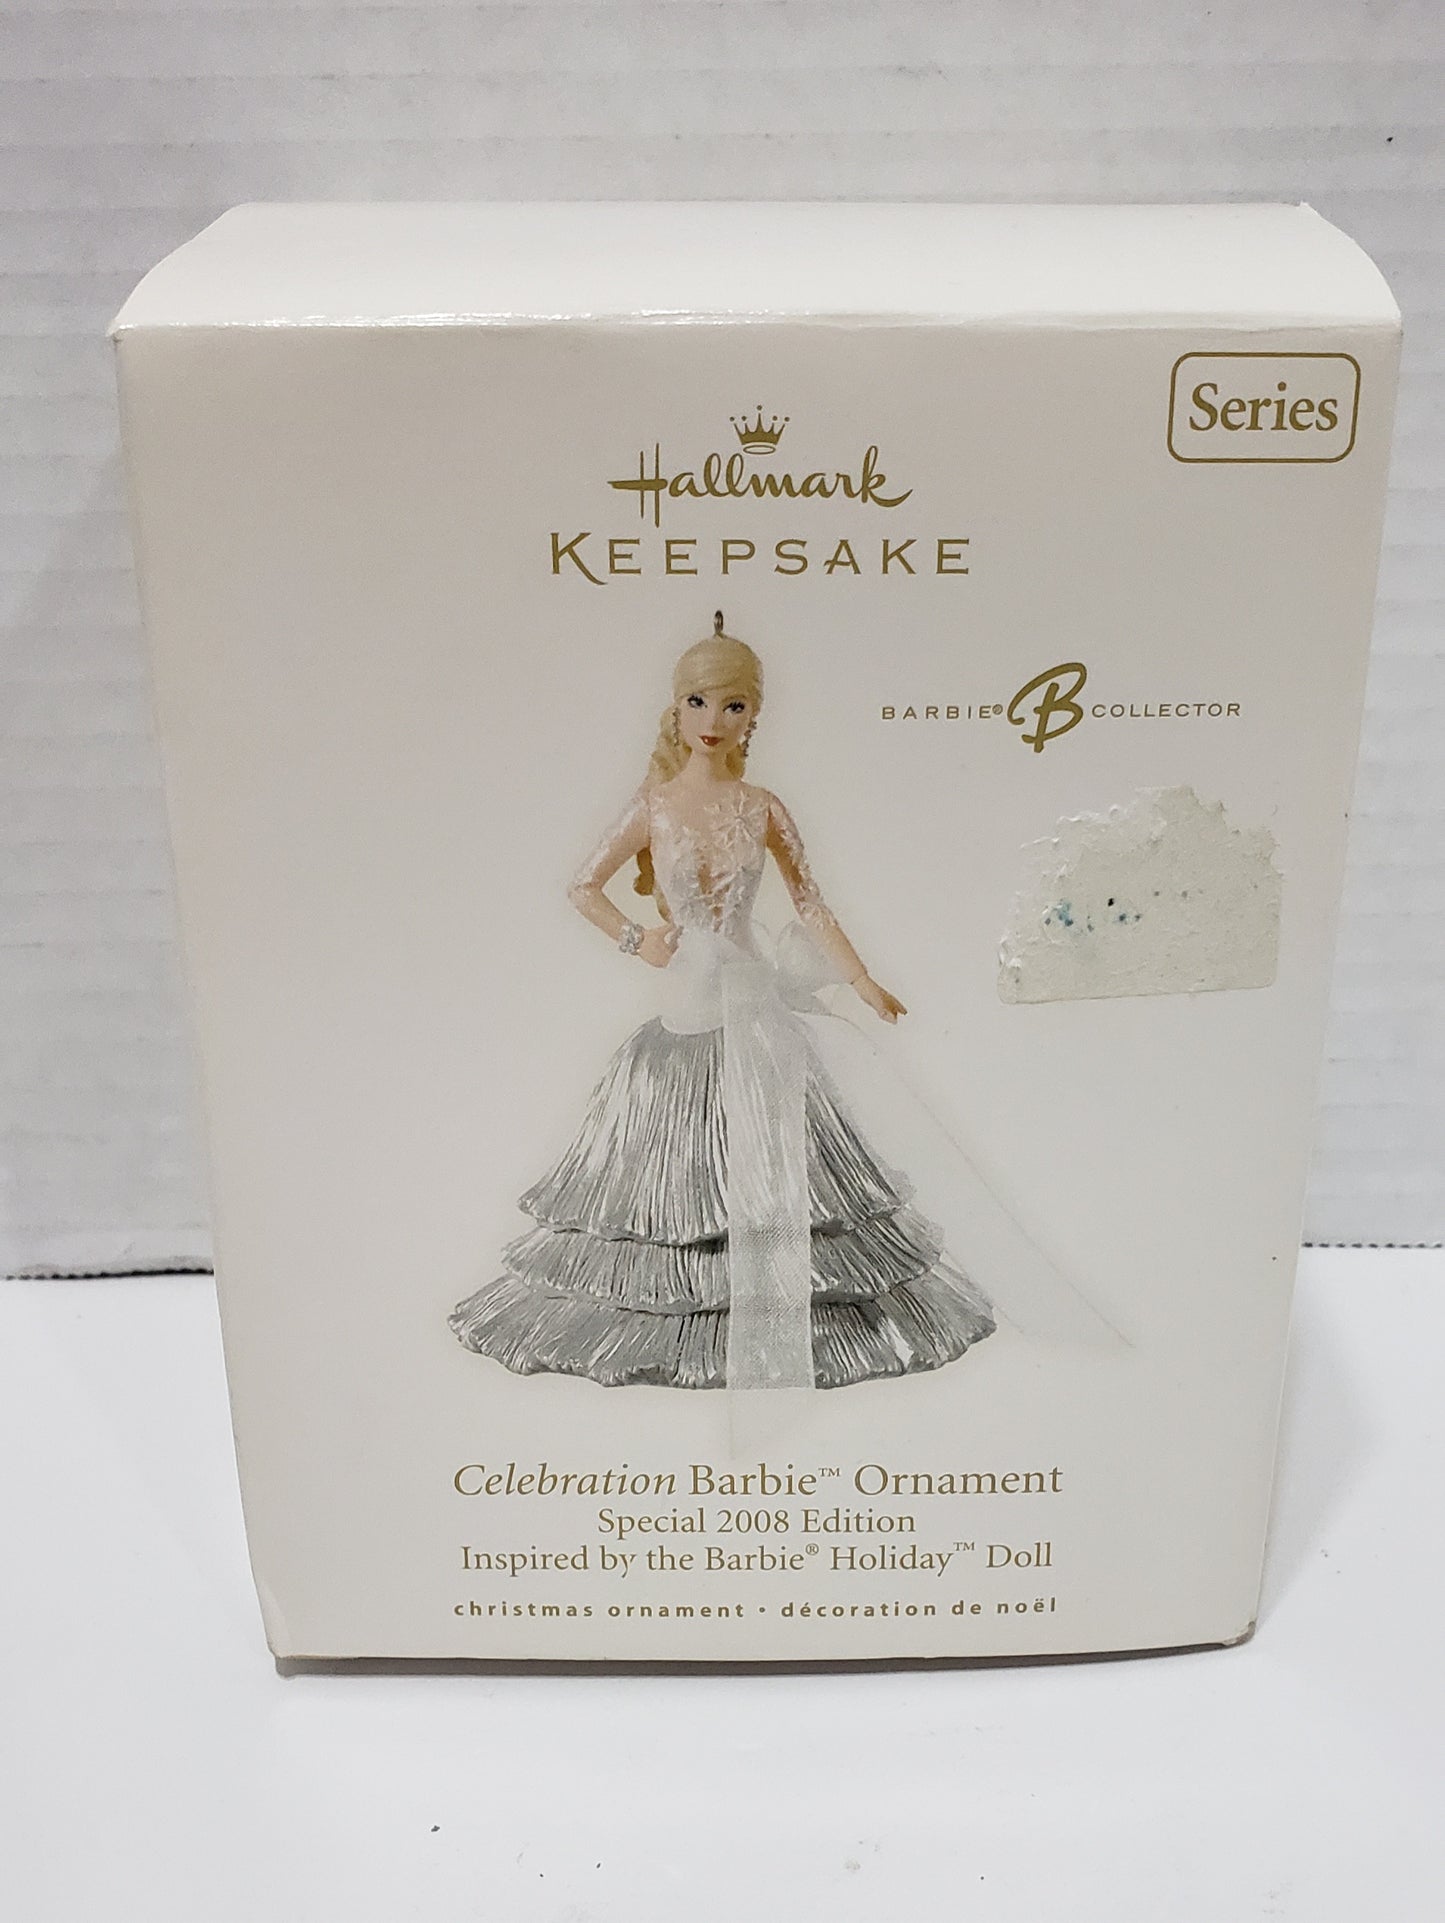 Series
Hallmark
KEEPSAKE
BARBIE® B COLLECTOR
Celebration Barbie™ Ornament
Special 2008 Edition
Inspired by the Barbie® Holiday™ Doll
christmas ornament • décoration de noël